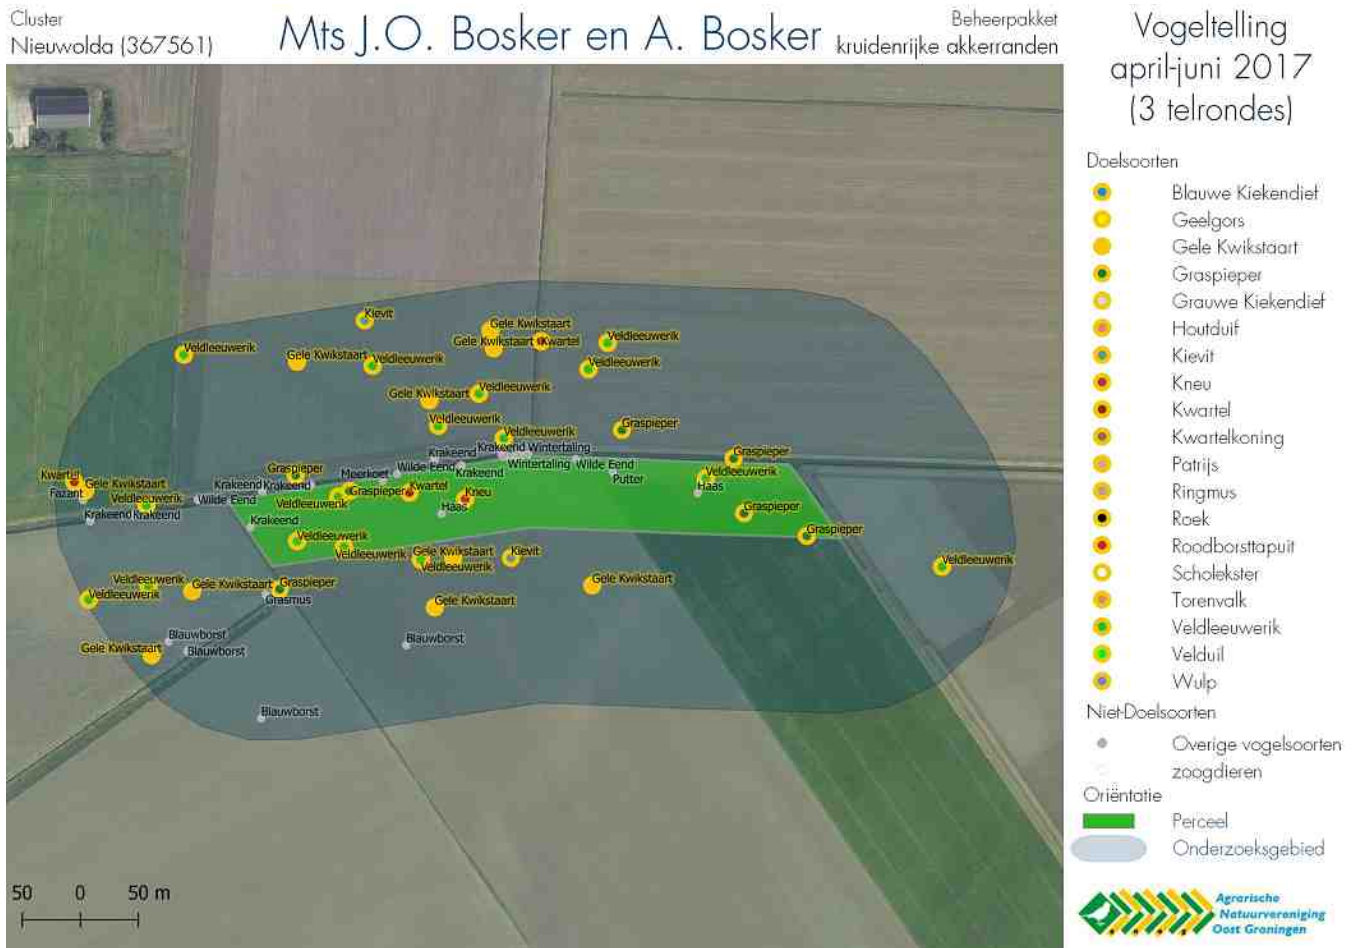 Cluster
Nieuwolda (367561)
Mts J.O. Bosker en A. Bosker
Beheerpakket
kruidenrijke akkerranden
Vogeltelling
april-juni 2017
(3 telrondes)
Doelsoorten
Blauwe Kiekendief
Geelgors
Gele Kwikstaart
Graspieper
Grauwe Kiekendief
Houtduif
Kievit
Kneu
Kwartel
Kwartelkoning
Patrijs
Ringmus
Roek
Roodborsttapuit
Scholekster
Torenvalk
Veldleeuwerik
Velduil
Wulp
Niet-Doelsoorten
Overige vogelsoorten
zoogdieren
Oriëntatie
Perceel
Onderzoeksgebied
Agrarische
Natuurvereniging
Oost Groningen
Kievit
Gele Kwikstaart
Gele Kwikstaart Kwartel
Veldleeuwerik
Veldleeuwerik
Gele Kwikstaart
Veldleeuwerik
Veldleeuwerik
Gele Kwikstaart
Veldleeuwerik
Veldleeuwerik
Graspieper
Veldleeuwerik
Krakeend
Krakeend Wintertaling
Graspieper
Kwartel
Gele Kwikstaart
Fazant
Graspieper
Meerkoet
Wilde Eend
Krakeend
Wintertaling
Wilde Eend
Putter
Veldleeuwerik
Haas
Krakeend
Krakeend
Veldleeuwerik
Wilde Eend
Veldleeuwerik
Graspieper
Kwartel
Kneu
Haas
Graspieper
Krakeend
Krakeend
Krakeend
Graspieper
Veldleeuwerik
Veldleeuwerik
Gele Kwikstaart
Veldleeuwerik
Kievit
Veldleeuwerik
Veldleeuwerik
Veldleeuwerik
Gele Kwikstaart
Graspieper
Grasmus
Gele Kwikstaart
Gele Kwikstaart
Blauwborst
Blauwborst
Gele Kwikstaart
Blauwborst
Blauwborst
50 0 50 m